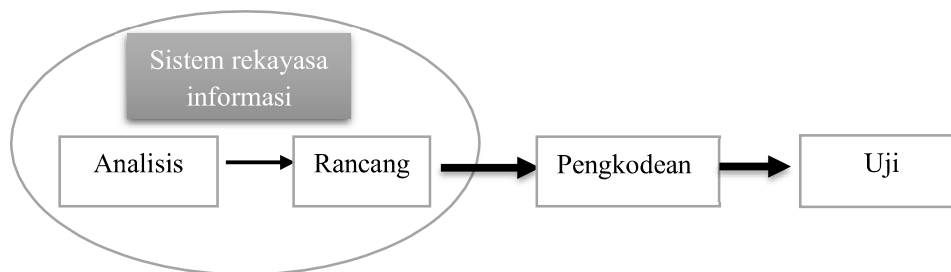 Sistem rekayasa
informasi
Analisis
Rancang
Pengkodean
Uji